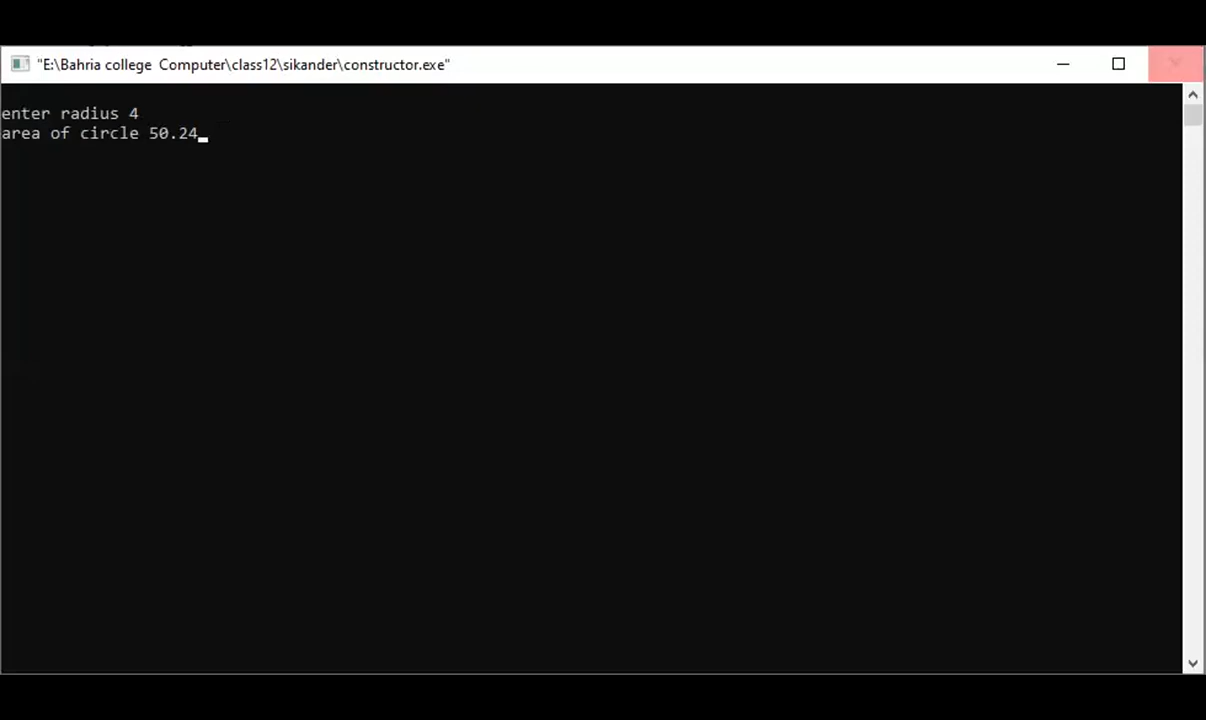 "E:\Bahria college  Computer\class12\sikander\constructor.exe"
enter radius 4
area of circle 50.24